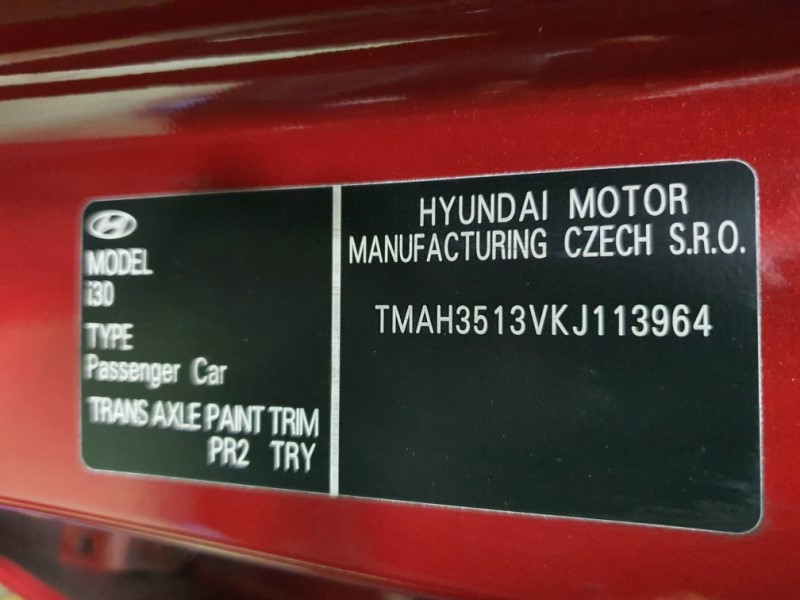 MODEL
i30
TYPE
Passenger Car
TRANS AXLE PAINT TRIM
PR2 TRY
HYUNDAI MOTOR
MANUFACTURING CZECH S.R.O.
TMAH3513VKJ113964